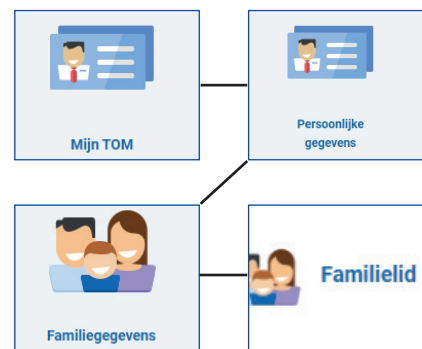 Mijn TOM
Persoonlijke
gegevens
Familiegegevens
Familielid